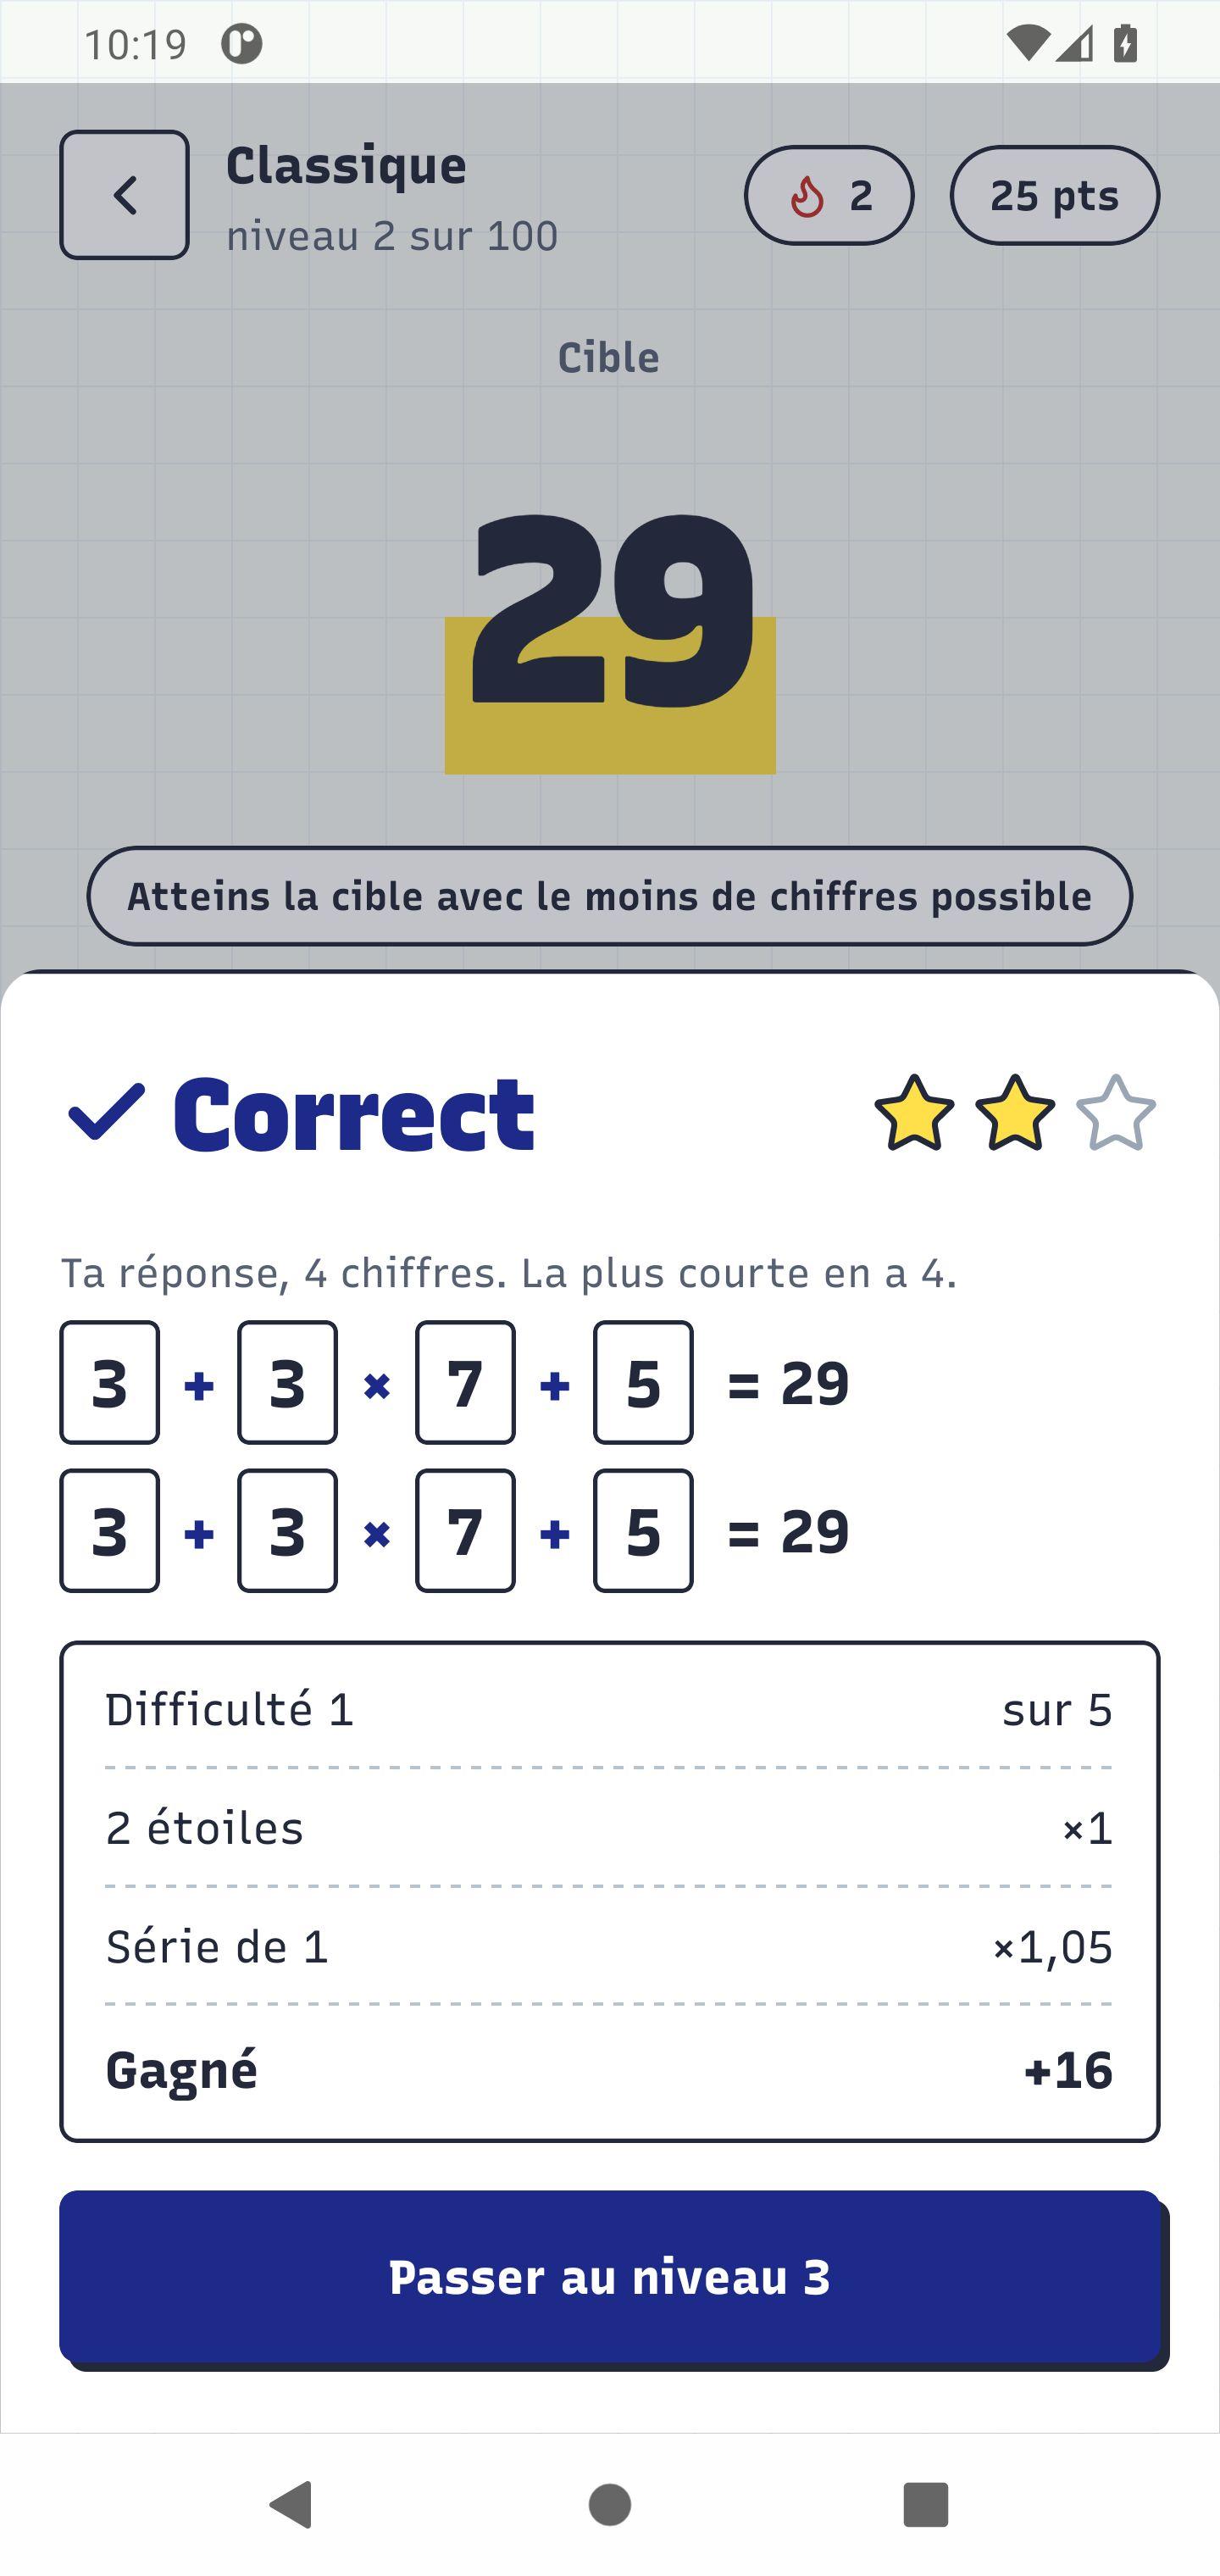 10:19
Classique
niveau 2 sur 100
2
25 pts
Cible
29
Atteins la cible avec le moins de chiffres possible
Correct
Ta réponse, 4 chiffres. La plus courte en a 4.
3 + 3 × 7 + 5 = 29
3 + 3 × 7 + 5 = 29
Difficulté 1 sur 5
2 étoiles ×1
Série de 1 ×1,05
Gagné +16
Passer au niveau 3